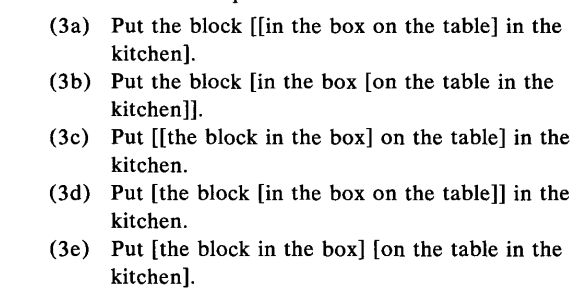 (3a) Put the block [[in the box on the table] in the
kitchen].
(3b) Put the block [in the box [on the table in the
kitchen]].
(3c) Put [[the block in the box] on the table] in the
kitchen.
(3d) Put [the block [in the box on the table]] in the
kitchen.
(3e) Put [the block in the box] [on the table in the
kitchen].